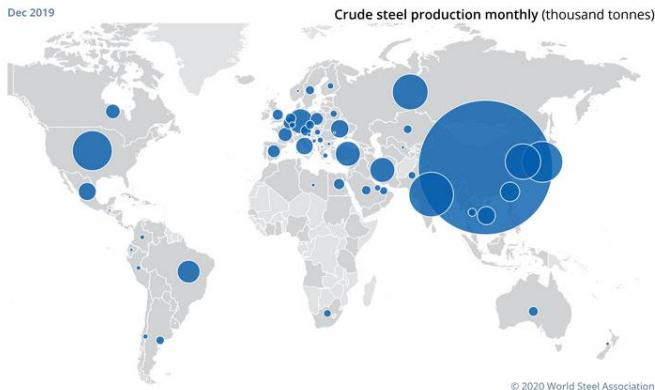 Dec 2019
Crude steel production monthly (thousand tonnes)
© 2020 World Steel Association